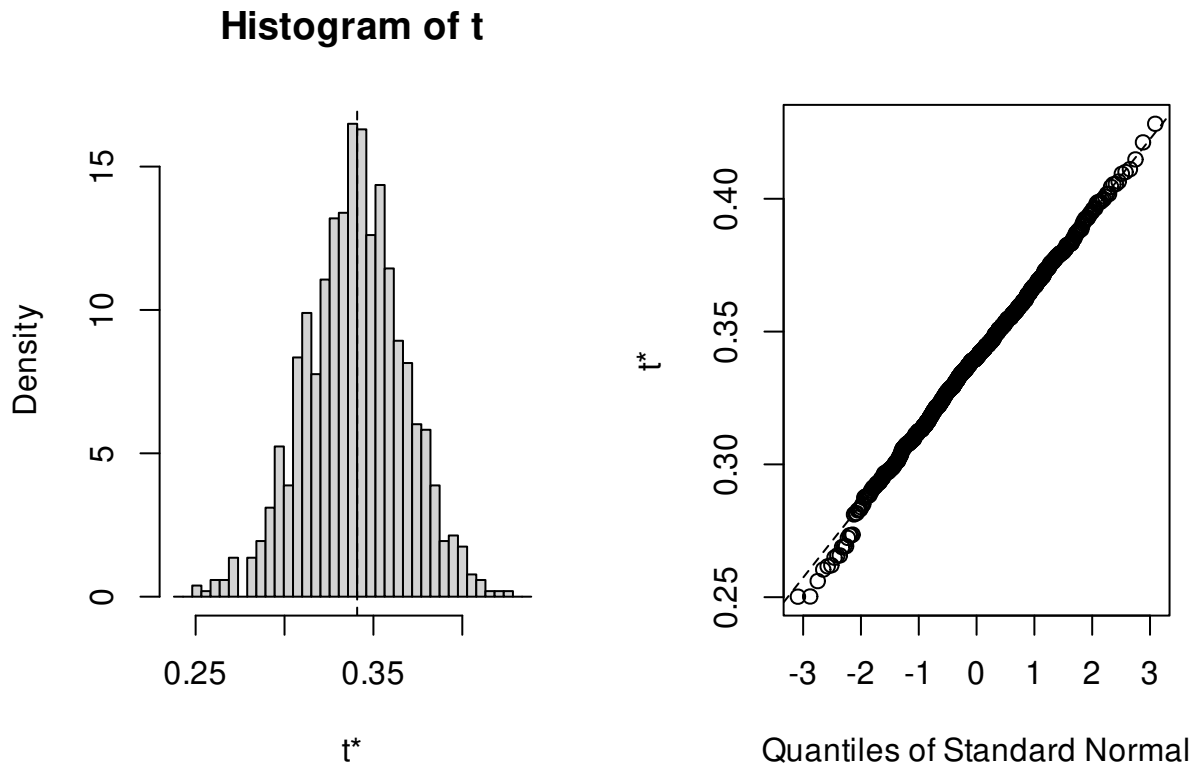 Histogram of t
Density
0
5
10
15
0.25
0.35
t*
t*
0.25
0.30
0.35
0.40
-3 -2 -1 0 1 2 3
Quantiles of Standard Normal